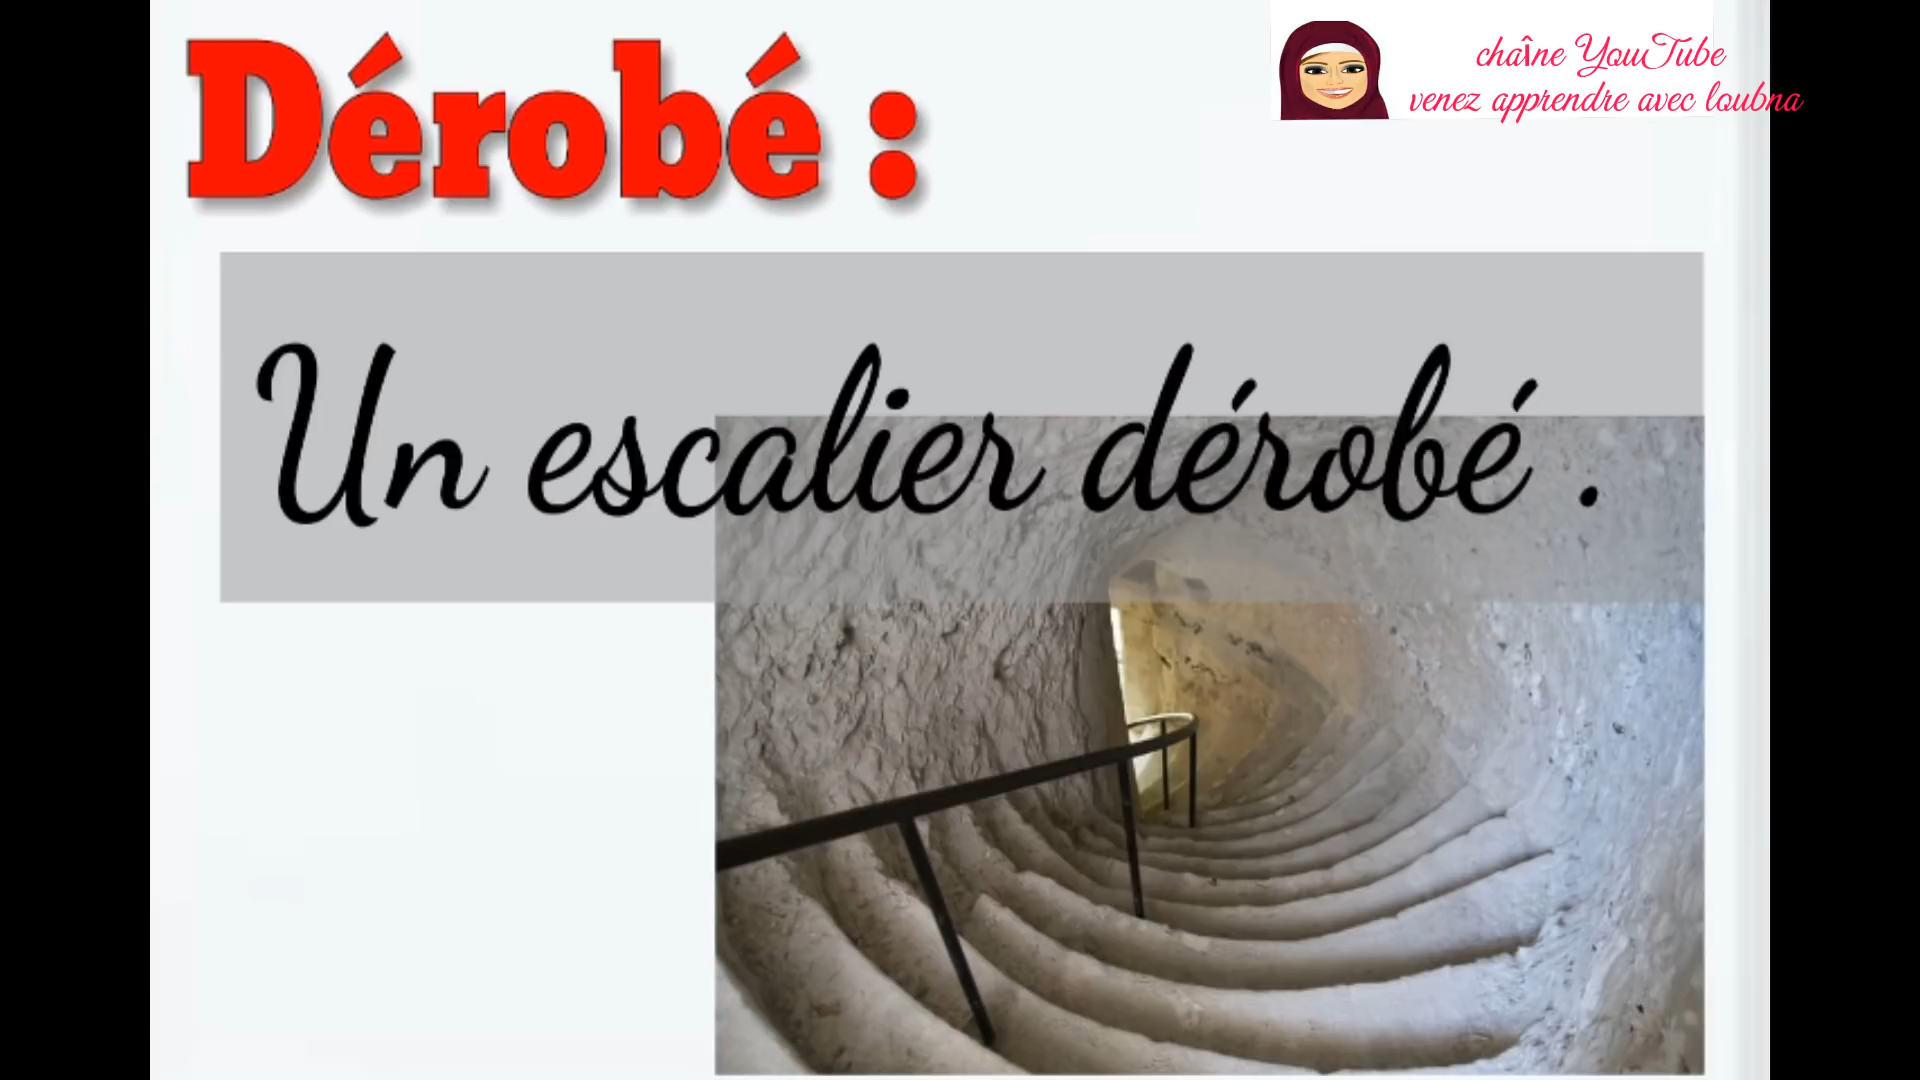 Dérobé :
chaîne YouTube
venez apprendre avec loubna
Un escalier dérobé .